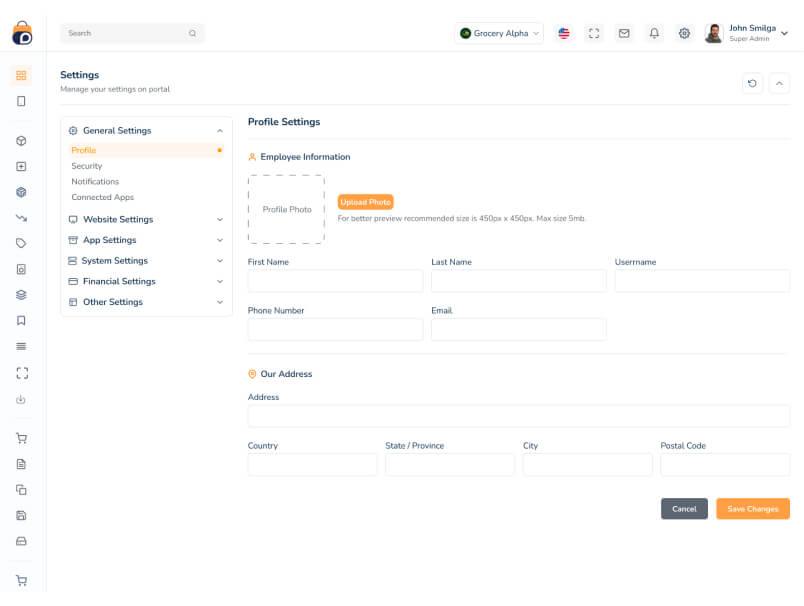 Search
Grocery Alpha
John Smilga
Super Admin
Settings
Manage your settings on portal
General Settings
Profile
Security
Notifications
Connected Apps
Website Settings
App Settings
System Settings
Financial Settings
Other Settings
Profile Settings
Employee Information
Profile Photo
Upload Photo
For better preview recommended size is 450px x 450px. Max size 5mb.
First Name
Last Name
Username
Phone Number
Email
Our Address
Address
Country
State / Province
City
Postal Code
Cancel
Save Changes